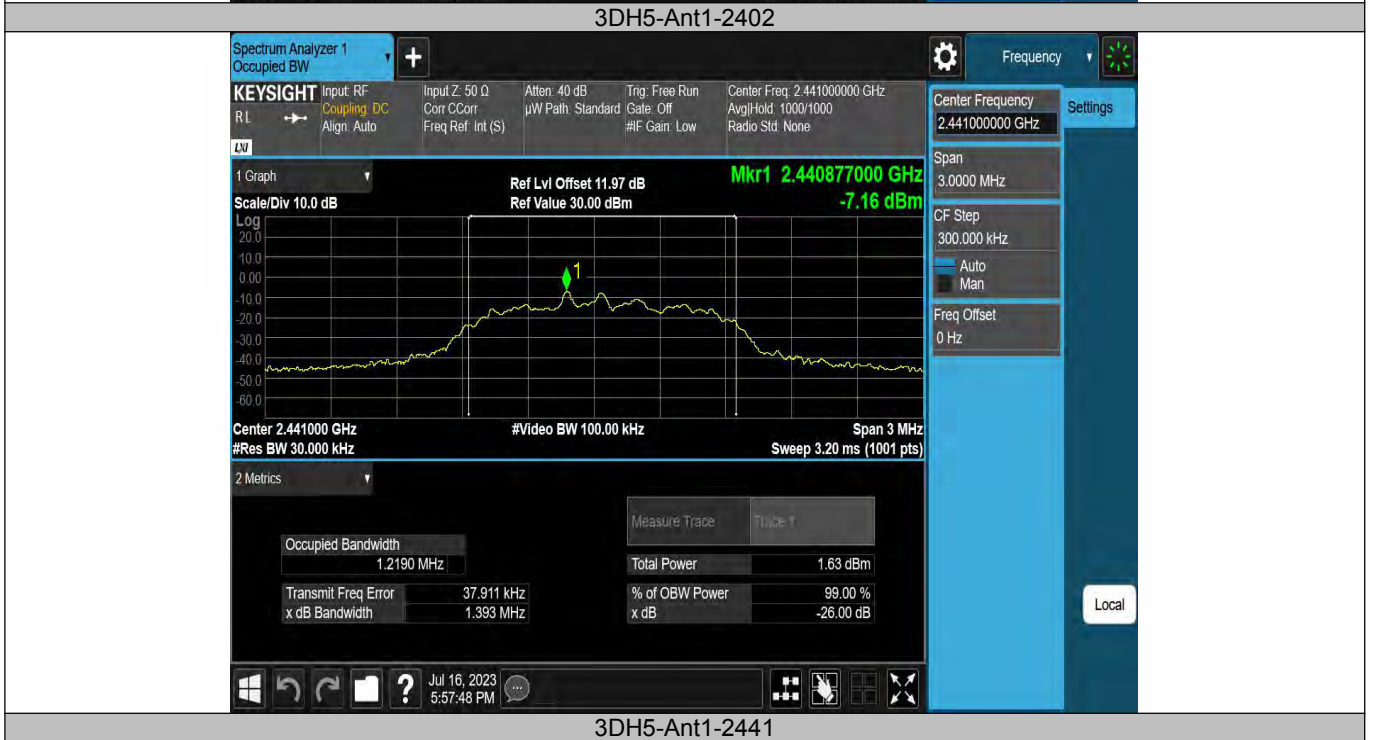 3DH5-Ant1-2402
Spectrum Analyzer 1
Occupied BW
+
Frequency
KEYSIGHT
R L
LXI
Input: RF
Coupling: DC
Align: Auto
Input Z: 50 Ω
Corr CCorr
Freq Ref: Int (S)
Atten: 40 dB
µW Path: Standard
Trig: Free Run
Gate: Off
#IF Gain: Low
Center Freq: 2.441000000 GHz
Avg|Hold: 1000/1000
Radio Std: None
Center Frequency
2.441000000 GHz
Settings
Span
3.0000 MHz
CF Step
300.000 kHz
Auto
Man
Freq Offset
0 Hz
1 Graph
Scale/Div 10.0 dB
Ref Lvl Offset 11.97 dB
Ref Value 30.00 dBm
Mkr1 2.440877000 GHz
-7.16 dBm
Log
20.0
10.0
0.00
-10.0
-20.0
-30.0
-40.0
-50.0
-60.0
1
Center 2.441000 GHz
#Video BW 100.00 kHz
Span 3 MHz
#Res BW 30.000 kHz
Sweep 3.20 ms (1001 pts)
2 Metrics
Measure Trace
Trace 1
Occupied Bandwidth
1.2190 MHz
Total Power 1.63 dBm
Transmit Freq Error 37.911 kHz
% of OBW Power 99.00 %
x dB Bandwidth 1.393 MHz
x dB -26.00 dB
Local
?
Jul 16, 2023
5:57:48 PM
3DH5-Ant1-2441